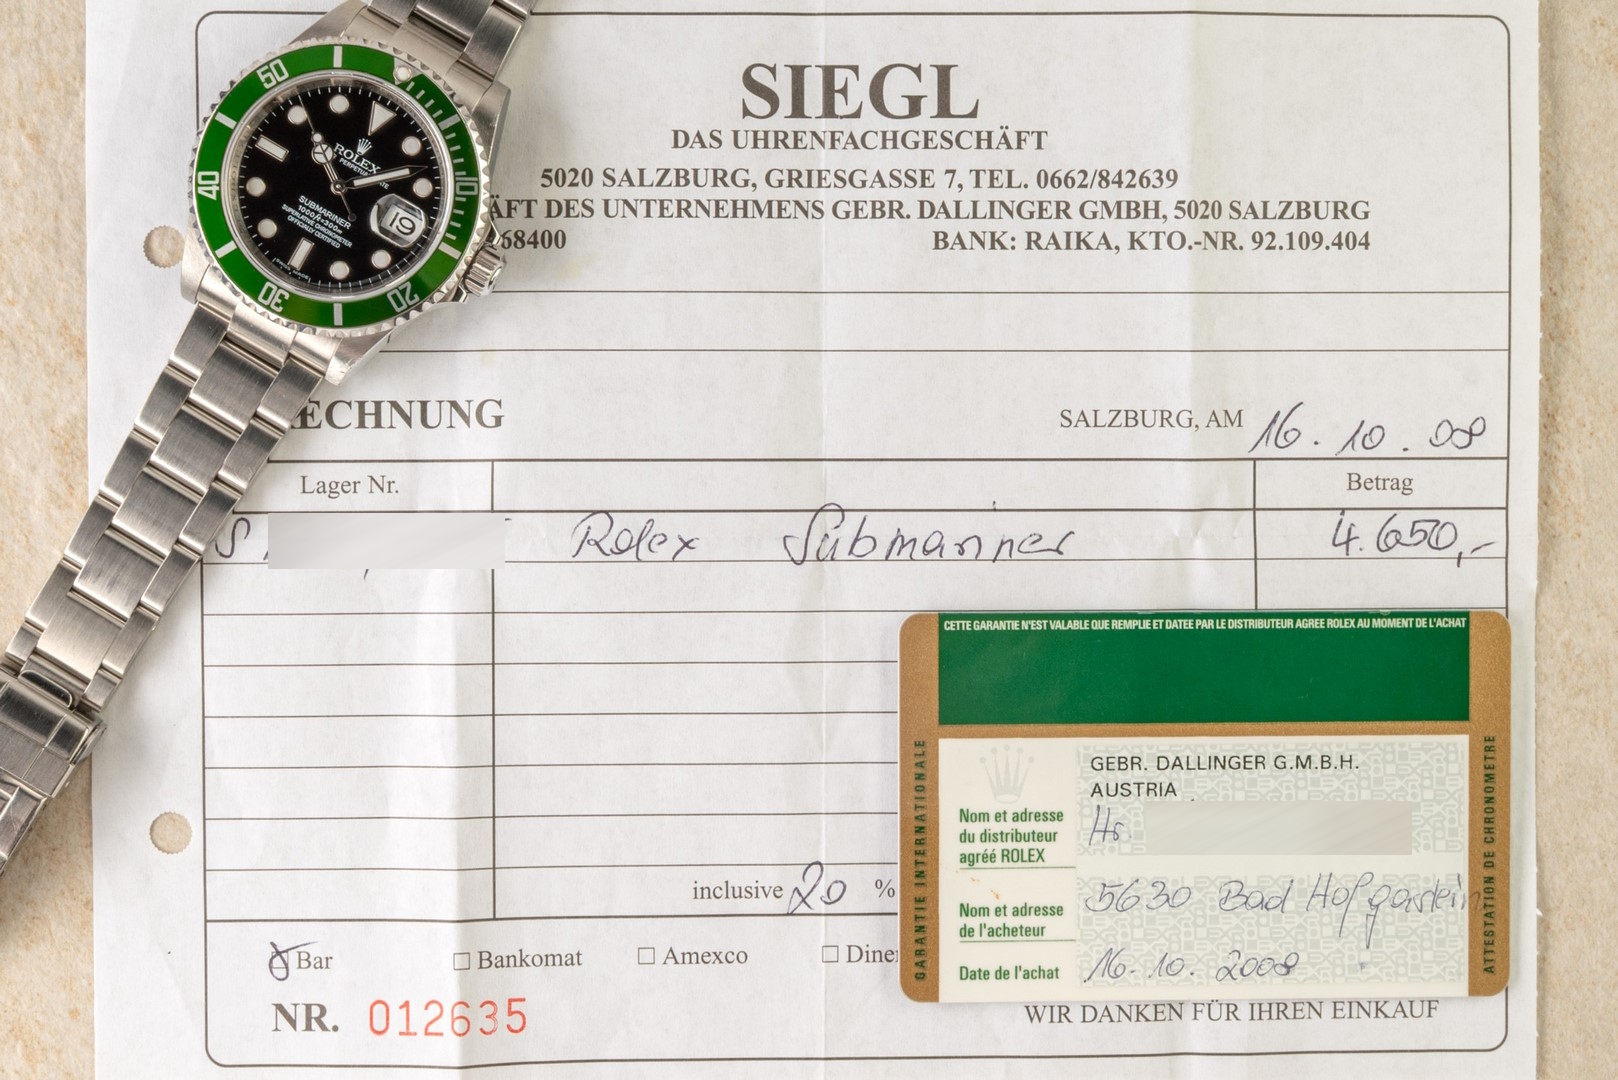 SIEGL
DAS UHRENFACHGESCHÄFT
5020 SALZBURG, GRIESGASSE 7, TEL. 0662/842639
ÄFT DES UNTERNEHMENS GEBR. DALLINGER GMBH, 5020 SALZBURG
68400 BANK: RAIKA, KTO.-NR. 92.109.404
50
40
30
20
10
ROLEX
PERPETUAL DATE
19
SUBMARINER
1000ft=300m
SUPERLATIVE CHRONOMETER
OFFICIALLY CERTIFIED
ECHNUNG SALZBURG, AM 16.10.08
Lager Nr. Betrag
S Rolex Submariner 4.650,-
CETTE GARANTIE N'EST VALABLE QUE REMPLIE ET DATEE PAR LE DISTRIBUTEUR AGREE ROLEX AU MOMENT DE L'ACHAT
GARANTIE INTERNATIONALE
ATTESTATION DE CHRONOMETRE
GEBR. DALLINGER G.M.B.H.
AUSTRIA
Nom et adresse
du distributeur
agréé ROLEX
Hr.
Nom et adresse
de l'acheteur
5630 Bad Hofgastein
Date de l'achat 16.10.2008
inclusive 20 %
Bar Bankomat Amexco Dine
NR. 012635
WIR DANKEN FÜR IHREN EINKAUF